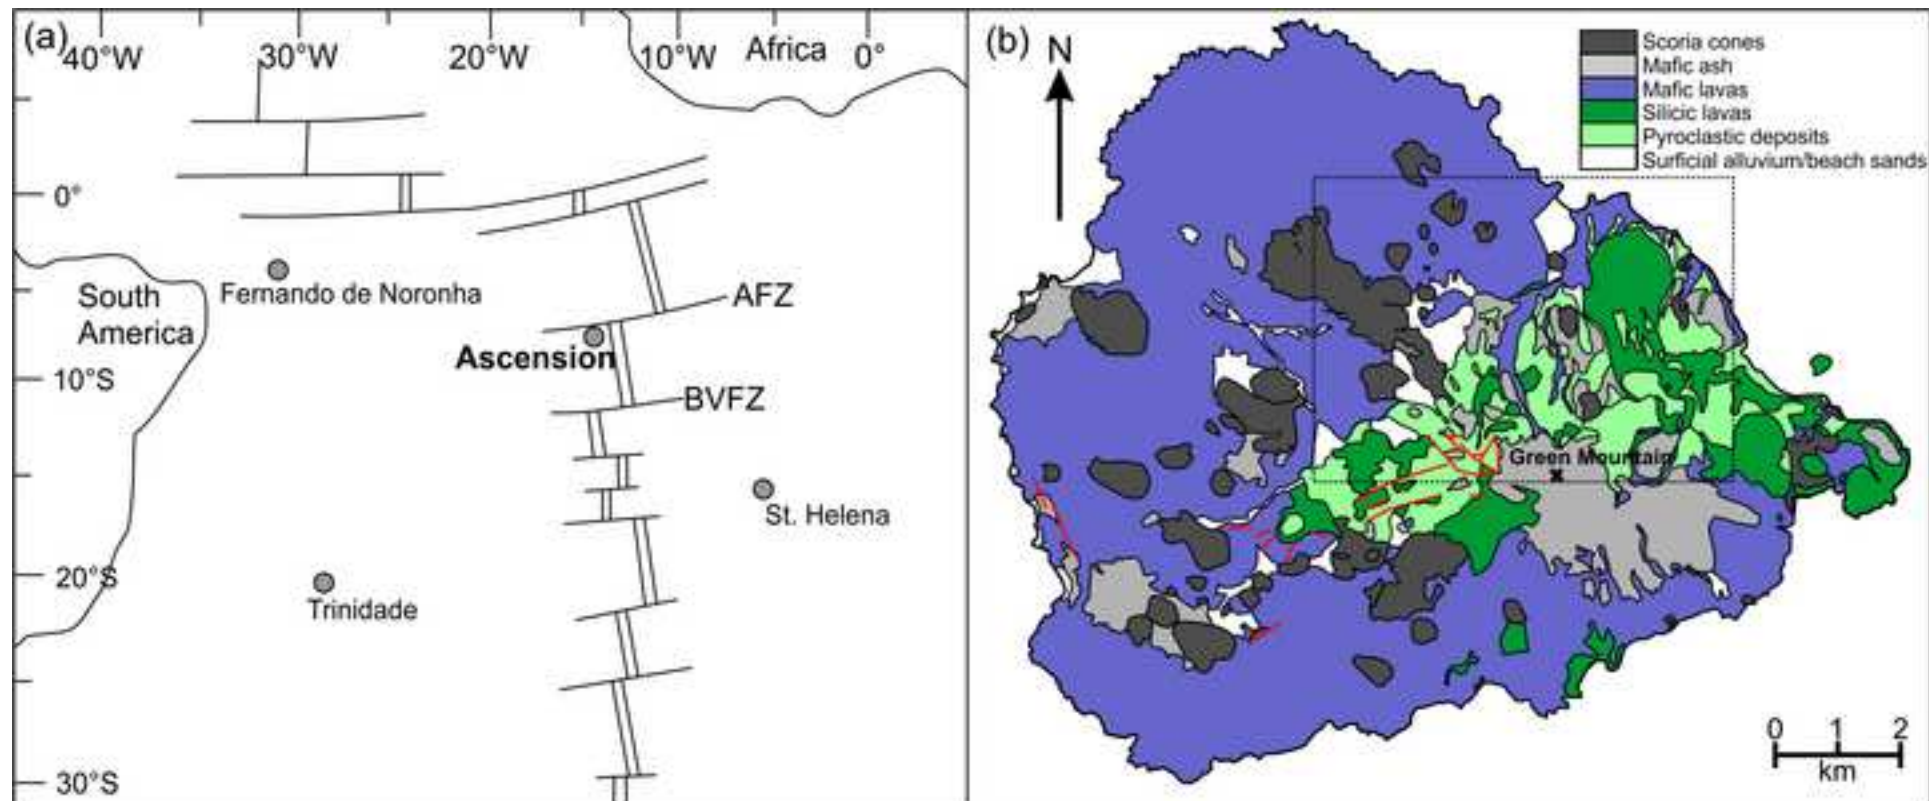 (a)
40°W
30°W
20°W
10°W
Africa
0°
0°
South
America
Fernando de Noronha
AFZ
Ascension
10°S
BVFZ
St. Helena
20°S
Trinidade
30°S
(b)
N
Scoria cones
Mafic ash
Mafic lavas
Silicic lavas
Pyroclastic deposits
Surficial alluvium/beach sands
Green Mountain
0 1 2
km